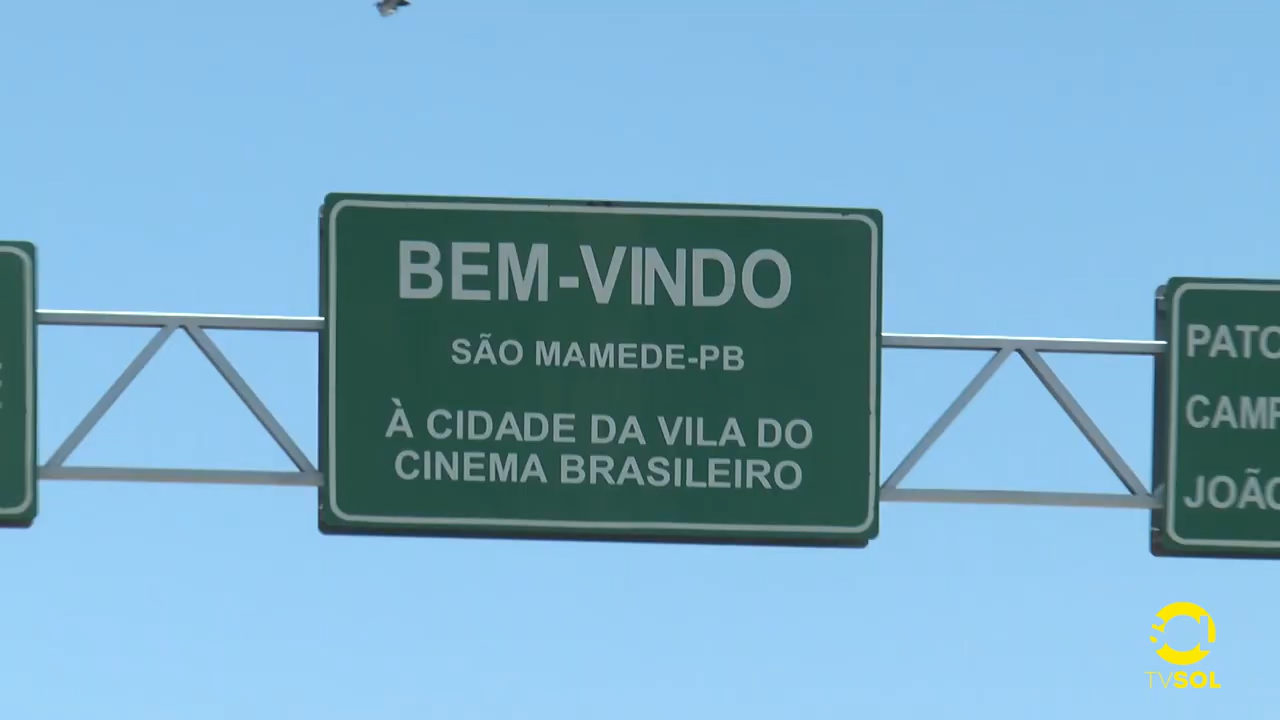 BEM-VINDO
SÃO MAMEDE-PB
À CIDADE DA VILA DO
CINEMA BRASILEIRO
TVSOL